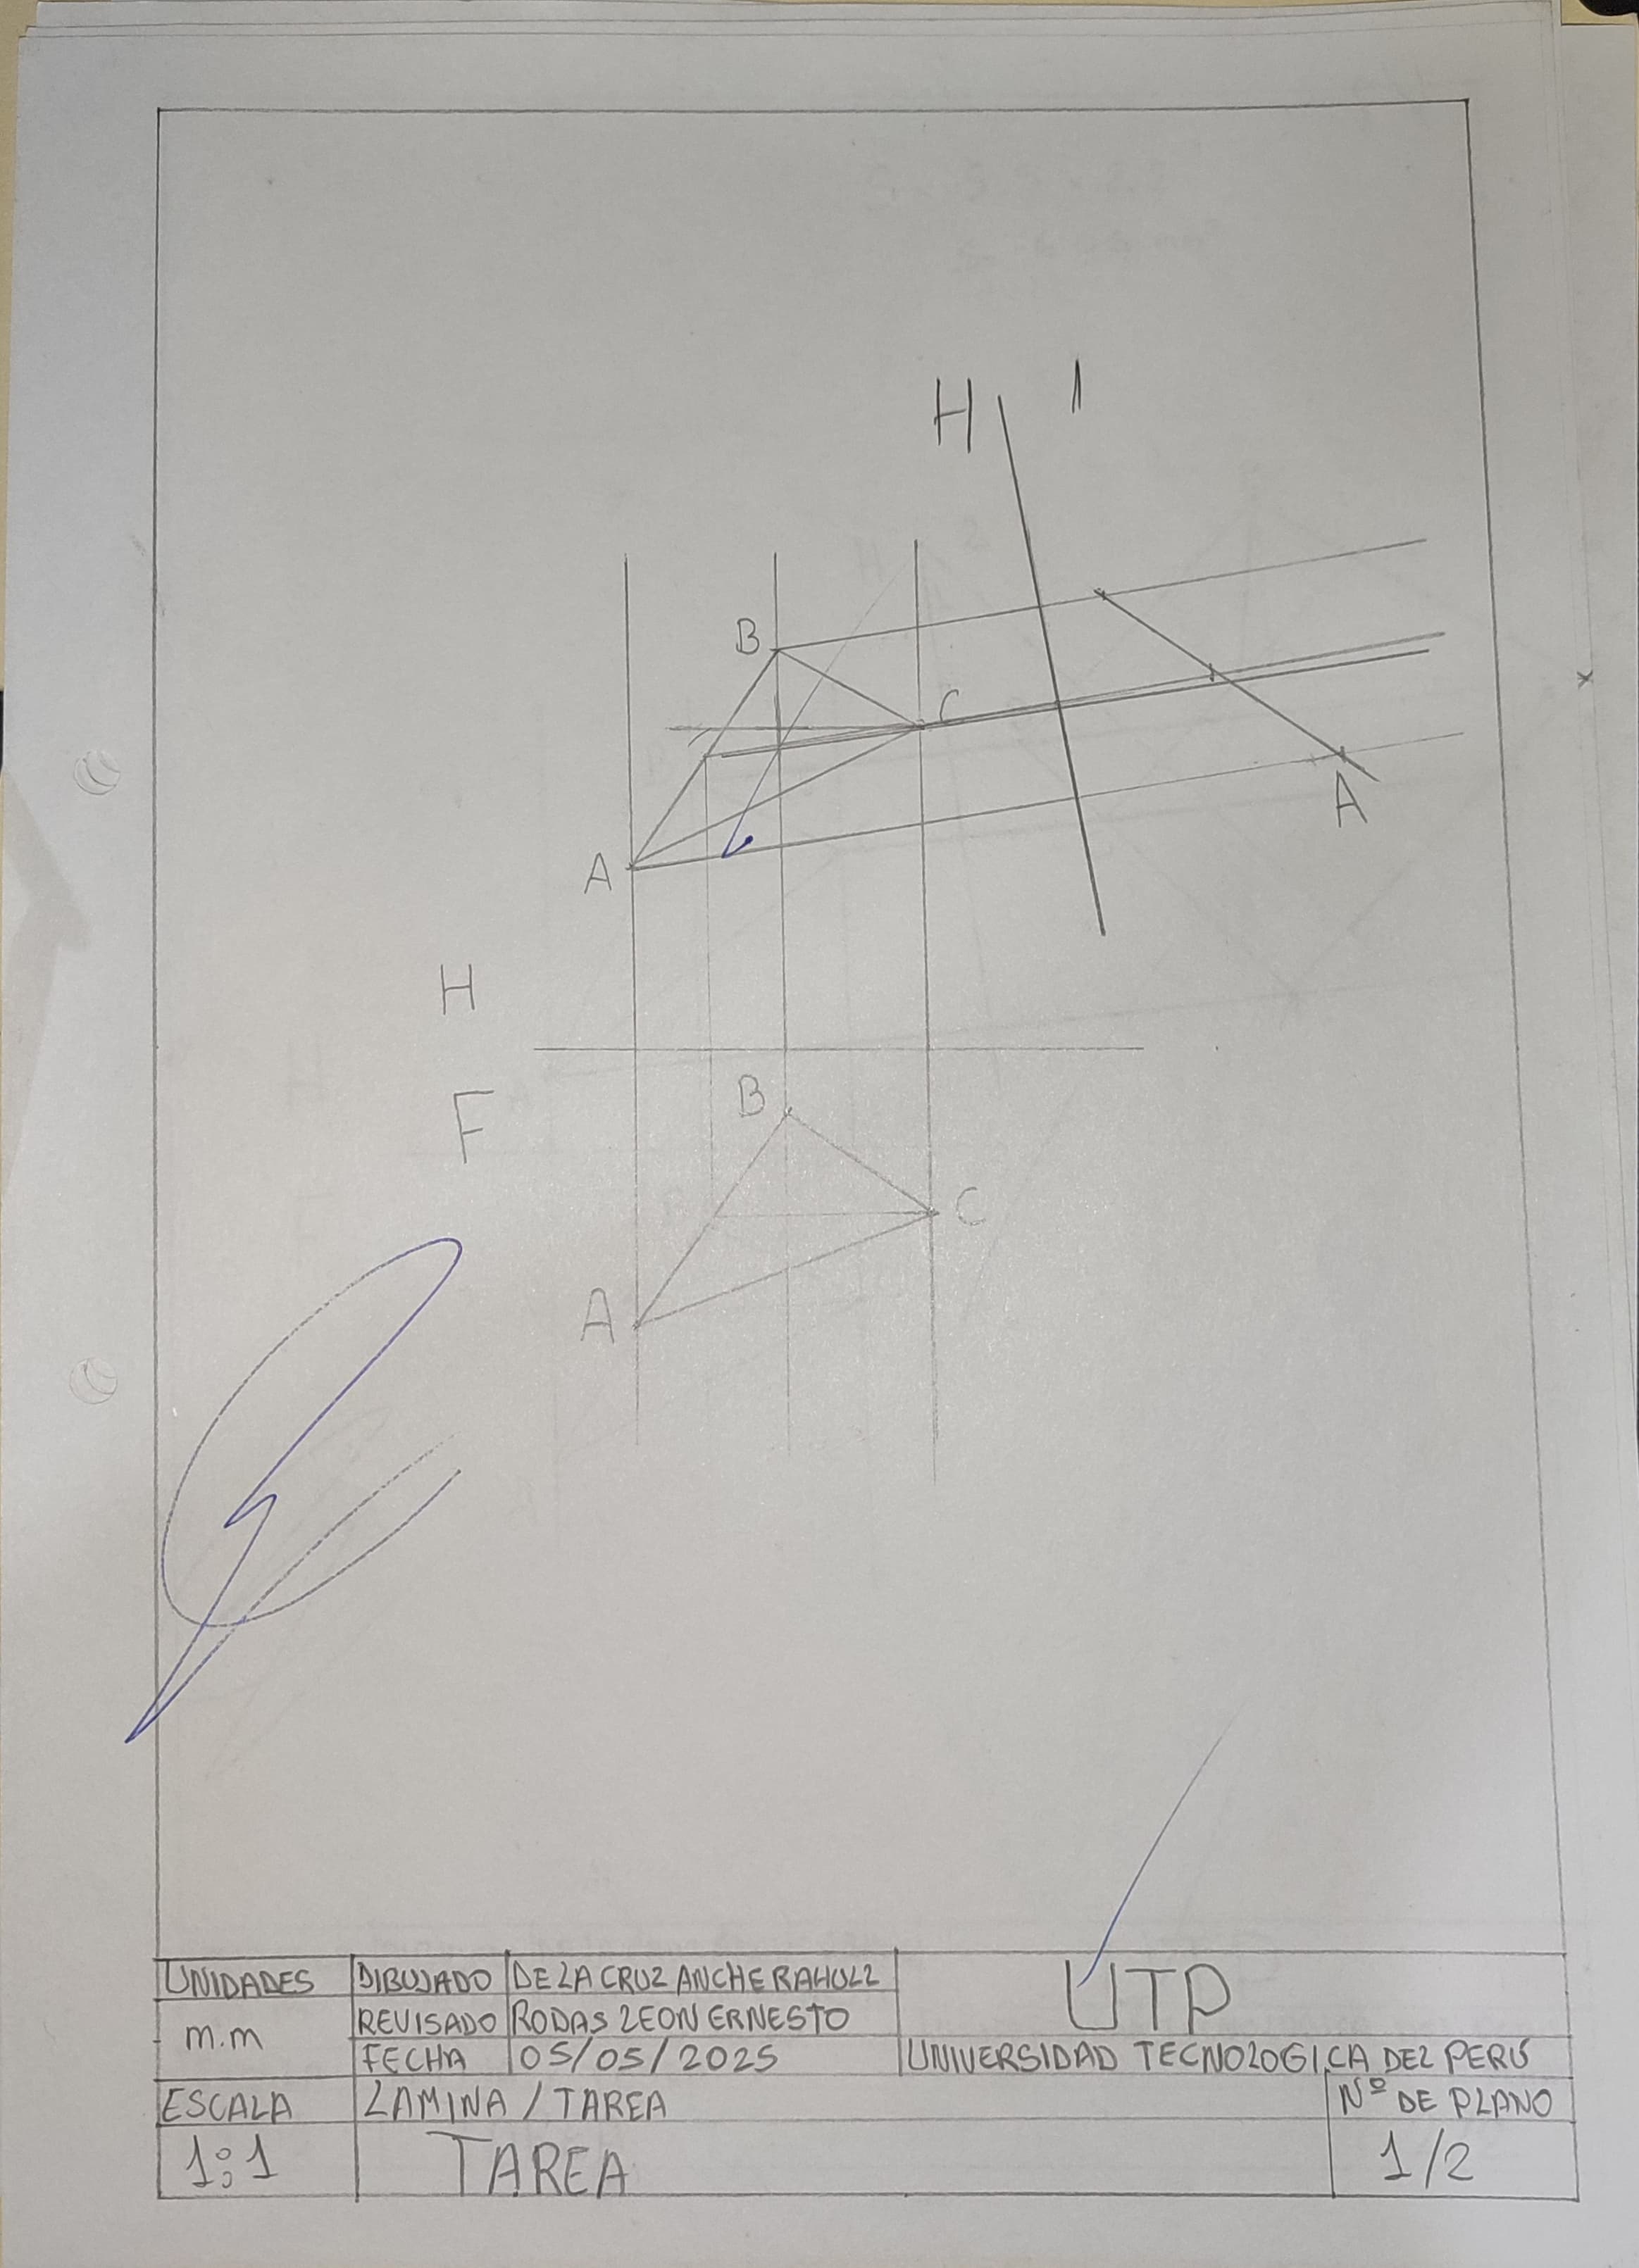 H 1
B
C
A
A
H
F
B
C
A
UNIDADES DIBUJADO DE LA CRUZ ANCHE RAHULL UTP
m.m REVISADO RODAS LEON ERNESTO
FECHA 05/05/2025 UNIVERSIDAD TECNOLOGICA DEL PERÚ
ESCALA LAMINA / TAREA Nº DE PLANO
1:1 TAREA 1/2